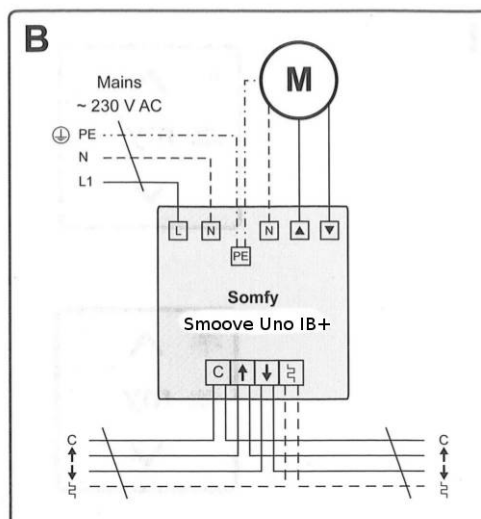 B
M
Mains
~ 230 V AC
PE
N
L1
L N N ▲ ▼
PE
Somfy
Smoove Uno IB+
C ↑ ↓
C C
↑ ↑
↓ ↓